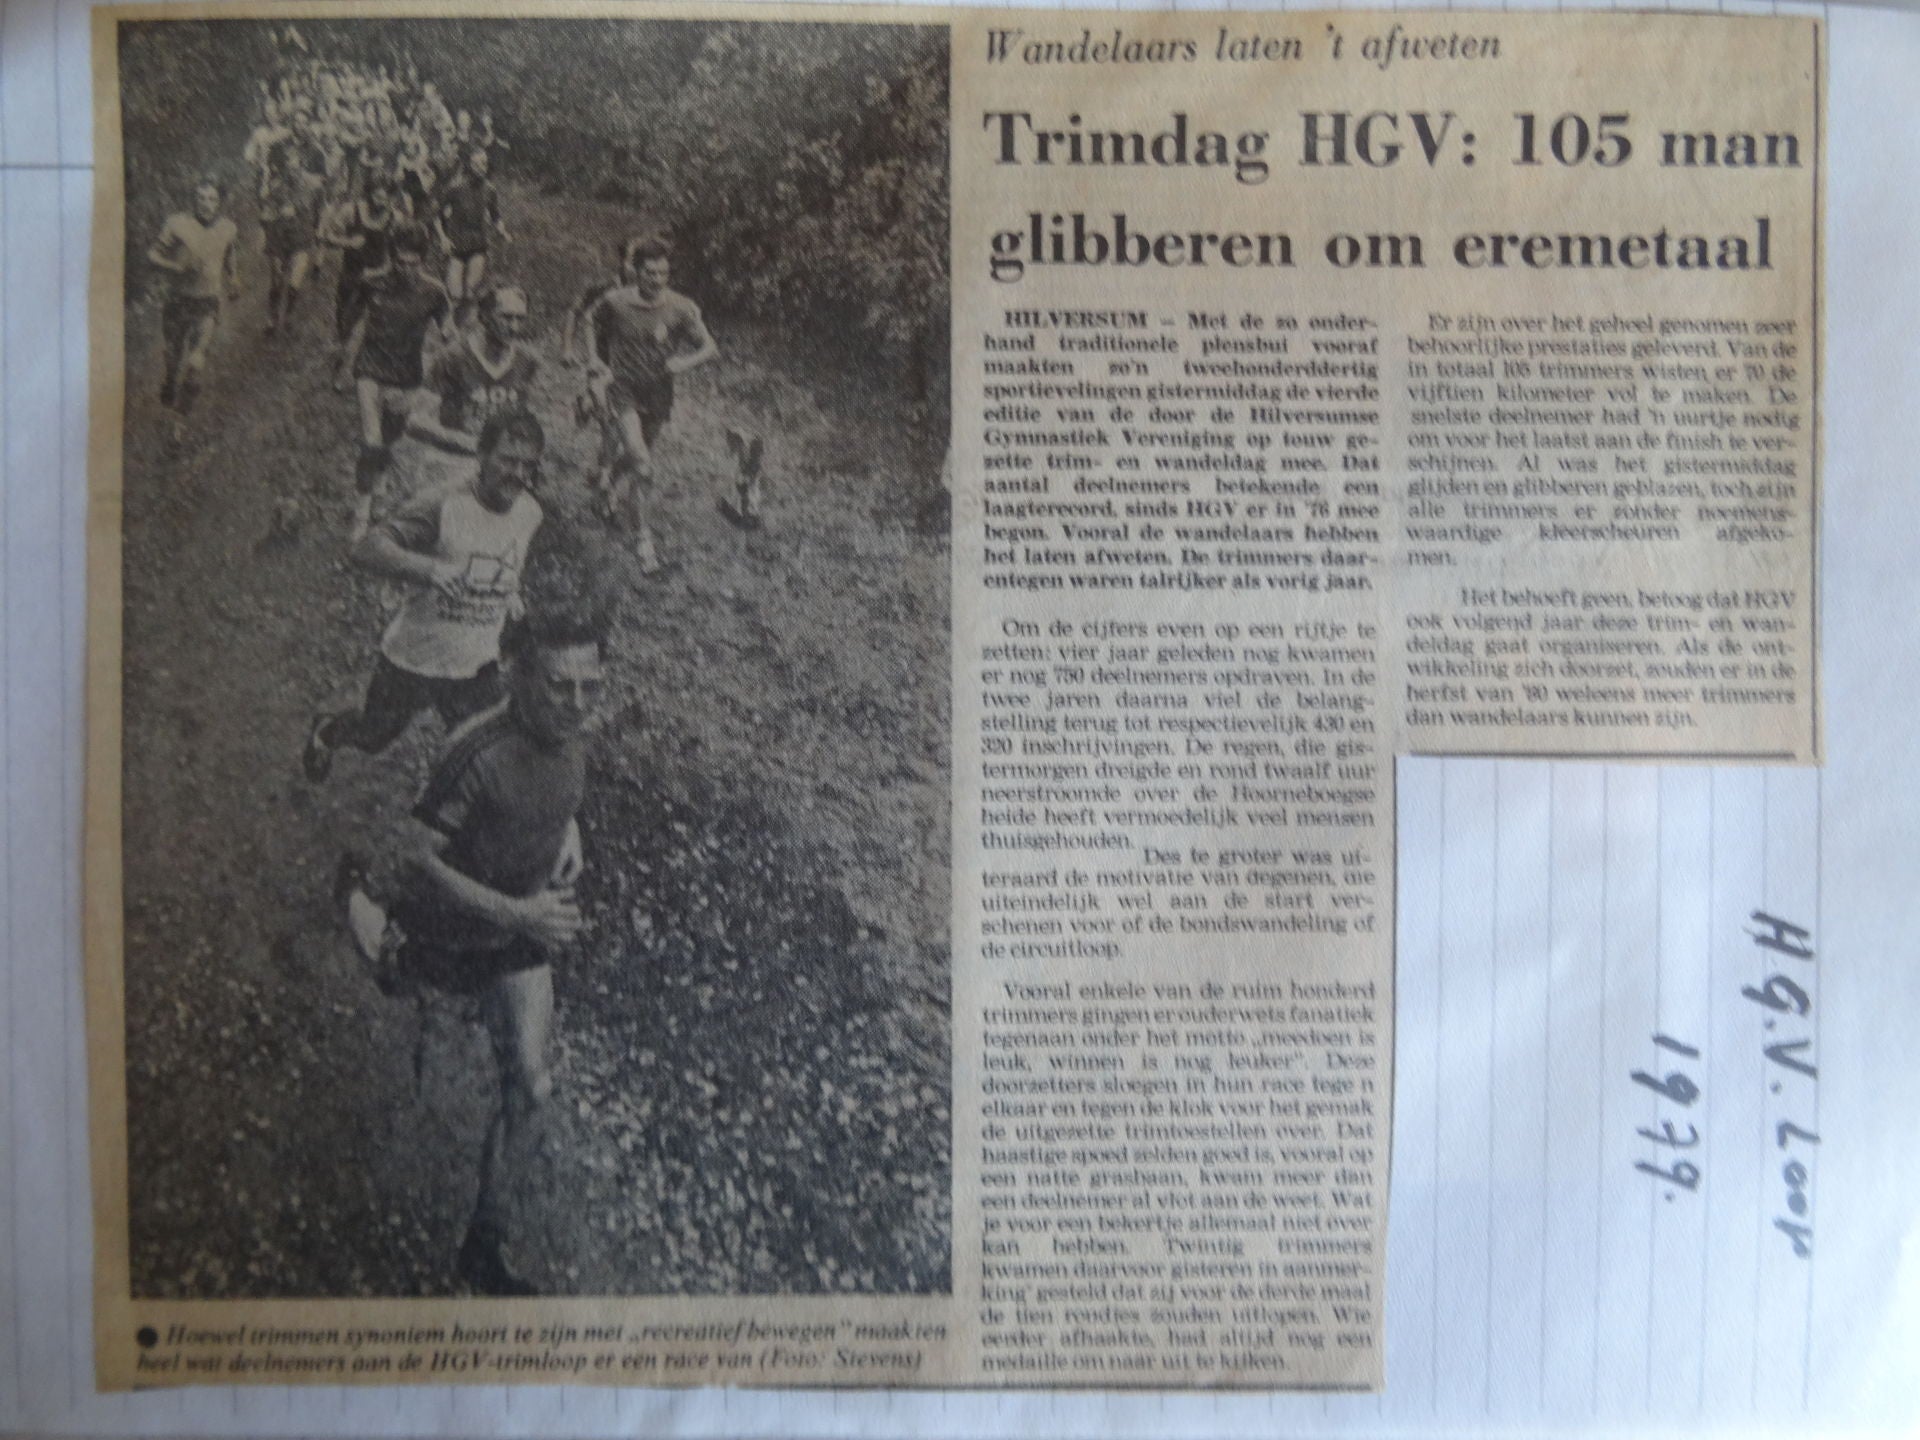 Wandelaars laten 't afweten
Trimdag HGV: 105 man
glibberen om eremetaal
HILVERSUM — Met de zo onder-
hand traditionele plensbui vooraf
maakten zo'n tweehonderddertig
sportievelingen gistermiddag de vierde
editie van de door de Hilversumse
Gymnastiek Vereniging op touw ge-
zette trim- en wandeldag mee. Dat
aantal deelnemers betekende een
laagterecord, sinds HGV er in '76 mee
begon. Vooral de wandelaars hebben
het laten afweten. De trimmers daar-
entegen waren talrijker als vorig jaar.
Om de cijfers even op een rijtje te
zetten: vier jaar geleden nog kwamen
er nog 750 deelnemers opdraven. In de
twee jaren daarna viel de belang-
stelling terug tot respectievelijk 430 en
320 inschrijvingen. De regen, die gis-
termorgen dreigde en rond twaalf uur
neerstroomde over de Hoorneboegse
heide heeft vermoedelijk veel mensen
thuisgehouden.
Des te groter was ui-
teraard de motivatie van degenen, die
uiteindelijk wel aan de start ver-
schenen voor of de bondswandeling of
de circuitloop.
Vooral enkele van de ruim honderd
trimmers gingen er ouderwets fanatiek
tegenaan onder het motto „meedoen is
leuk, winnen is nog leuker”. Deze
doorzetters sloegen in hun race tege n
elkaar en tegen de klok voor het gemak
de uitgezette trimtoestellen over. Dat
haastige spoed zelden goed is, vooral op
een natte grasbaan, kwam meer dan
een deelnemer al vlot aan de weet. Wat
je voor een bekertje allemaal niet over
kan hebben. Twintig trimmers
kwamen daarvoor gisteren in aanmer-
king' gesteld dat zij voor de derde maal
de tien rondjes zouden uitlopen. Wie
eerder afhaakte, had altijd nog een
medaille om naar uit te kijken.
Er zijn over het geheel genomen zeer
behoorlijke prestaties geleverd. Van de
in totaal 105 trimmers wisten er 70 de
vijftien kilometer vol te maken. De
snelste deelnemer had 'n uurtje nodig
om voor het laatst aan de finish te ver-
schijnen. Al was het gistermiddag
glijden en glibberen geblazen, toch zijn
alle trimmers er zonder noemens-
waardige kleerscheuren afgeko-
men.
Het behoeft geen, betoog dat HGV
ook volgend jaar deze trim- en wan-
deldag gaat organiseren. Als de ont-
wikkeling zich doorzet, zouden er in de
herfst van '80 weleens meer trimmers
dan wandelaars kunnen zijn.
● Hoewel trimmen synoniem hoort te zijn met „recreatief bewegen” maakten
heel wat deelnemers aan de HGV-trimloop er een race van (Foto: Stevens)
H.G.V. Loop
1979.